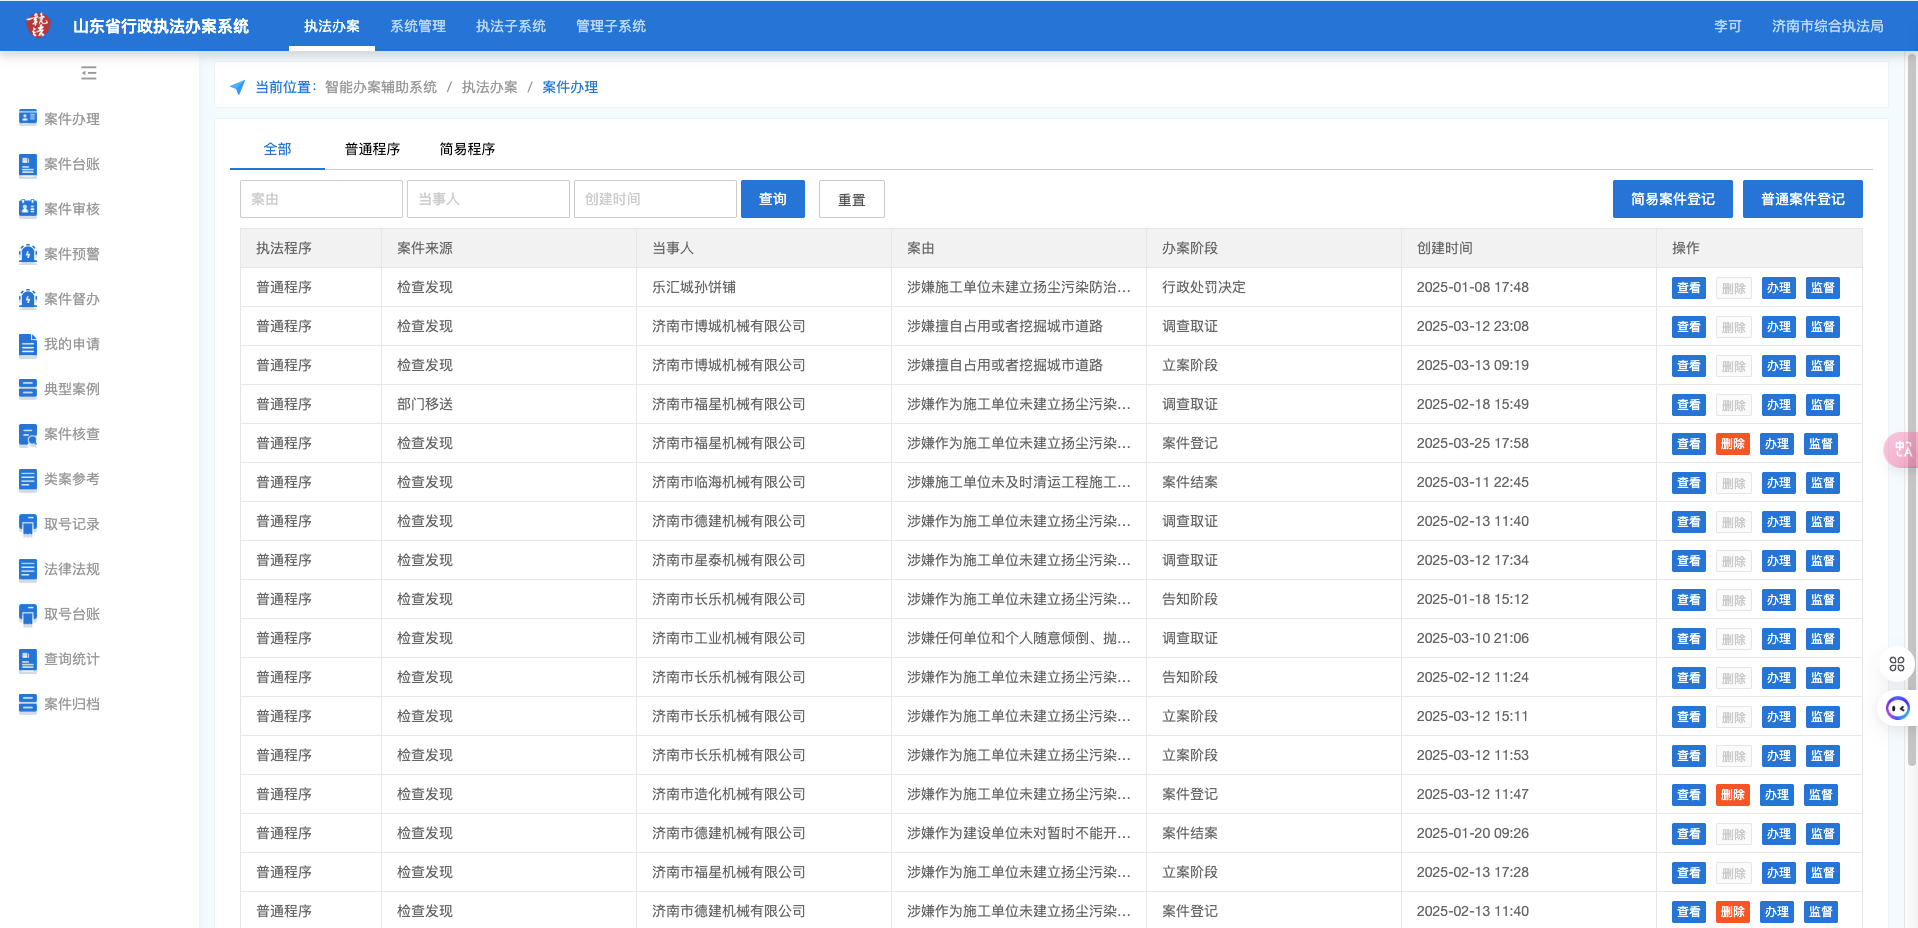 执法
山东省行政执法办案系统 执法办案 系统管理 执法子系统 管理子系统 李可 济南市综合执法局
案件办理
案件台账
案件审核
案件预警
案件督办
我的申请
典型案例
案件核查
类案参考
取号记录
法律法规
取号台账
查询统计
案件归档
当前位置: 智能办案辅助系统 / 执法办案 / 案件办理
全部 普通程序 简易程序
案由 当事人 创建时间 查询 重置 简易案件登记 普通案件登记
执法程序 案件来源 当事人 案由 办案阶段 创建时间 操作
普通程序 检查发现 乐汇城孙饼铺 涉嫌施工单位未建立扬尘污染防治... 行政处罚决定 2025-01-08 17:48 查看 删除 办理 监督
普通程序 检查发现 济南市博城机械有限公司 涉嫌擅自占用或者挖掘城市道路 调查取证 2025-03-12 23:08 查看 删除 办理 监督
普通程序 检查发现 济南市博城机械有限公司 涉嫌擅自占用或者挖掘城市道路 立案阶段 2025-03-13 09:19 查看 删除 办理 监督
普通程序 部门移送 济南市福星机械有限公司 涉嫌作为施工单位未建立扬尘污染... 调查取证 2025-02-18 15:49 查看 删除 办理 监督
普通程序 检查发现 济南市福星机械有限公司 涉嫌作为施工单位未建立扬尘污染... 案件登记 2025-03-25 17:58 查看 删除 办理 监督
普通程序 检查发现 济南市临海机械有限公司 涉嫌施工单位未及时清运工程施工... 案件结案 2025-03-11 22:45 查看 删除 办理 监督
普通程序 检查发现 济南市德建机械有限公司 涉嫌作为施工单位未建立扬尘污染... 调查取证 2025-02-13 11:40 查看 删除 办理 监督
普通程序 检查发现 济南市星泰机械有限公司 涉嫌作为施工单位未建立扬尘污染... 调查取证 2025-03-12 17:34 查看 删除 办理 监督
普通程序 检查发现 济南市长乐机械有限公司 涉嫌作为施工单位未建立扬尘污染... 告知阶段 2025-01-18 15:12 查看 删除 办理 监督
普通程序 检查发现 济南市工业机械有限公司 涉嫌任何单位和个人随意倾倒、抛... 调查取证 2025-03-10 21:06 查看 删除 办理 监督
普通程序 检查发现 济南市长乐机械有限公司 涉嫌作为施工单位未建立扬尘污染... 告知阶段 2025-02-12 11:24 查看 删除 办理 监督
普通程序 检查发现 济南市长乐机械有限公司 涉嫌作为施工单位未建立扬尘污染... 立案阶段 2025-03-12 15:11 查看 删除 办理 监督
普通程序 检查发现 济南市长乐机械有限公司 涉嫌作为施工单位未建立扬尘污染... 立案阶段 2025-03-12 11:53 查看 删除 办理 监督
普通程序 检查发现 济南市造化机械有限公司 涉嫌作为施工单位未建立扬尘污染... 案件登记 2025-03-12 11:47 查看 删除 办理 监督
普通程序 检查发现 济南市德建机械有限公司 涉嫌作为建设单位未对暂时不能开... 案件结案 2025-01-20 09:26 查看 删除 办理 监督
普通程序 检查发现 济南市福星机械有限公司 涉嫌作为施工单位未建立扬尘污染... 立案阶段 2025-02-13 17:28 查看 删除 办理 监督
普通程序 检查发现 济南市德建机械有限公司 涉嫌作为施工单位未建立扬尘污染... 案件登记 2025-02-13 11:40 查看 删除 办理 监督
中A